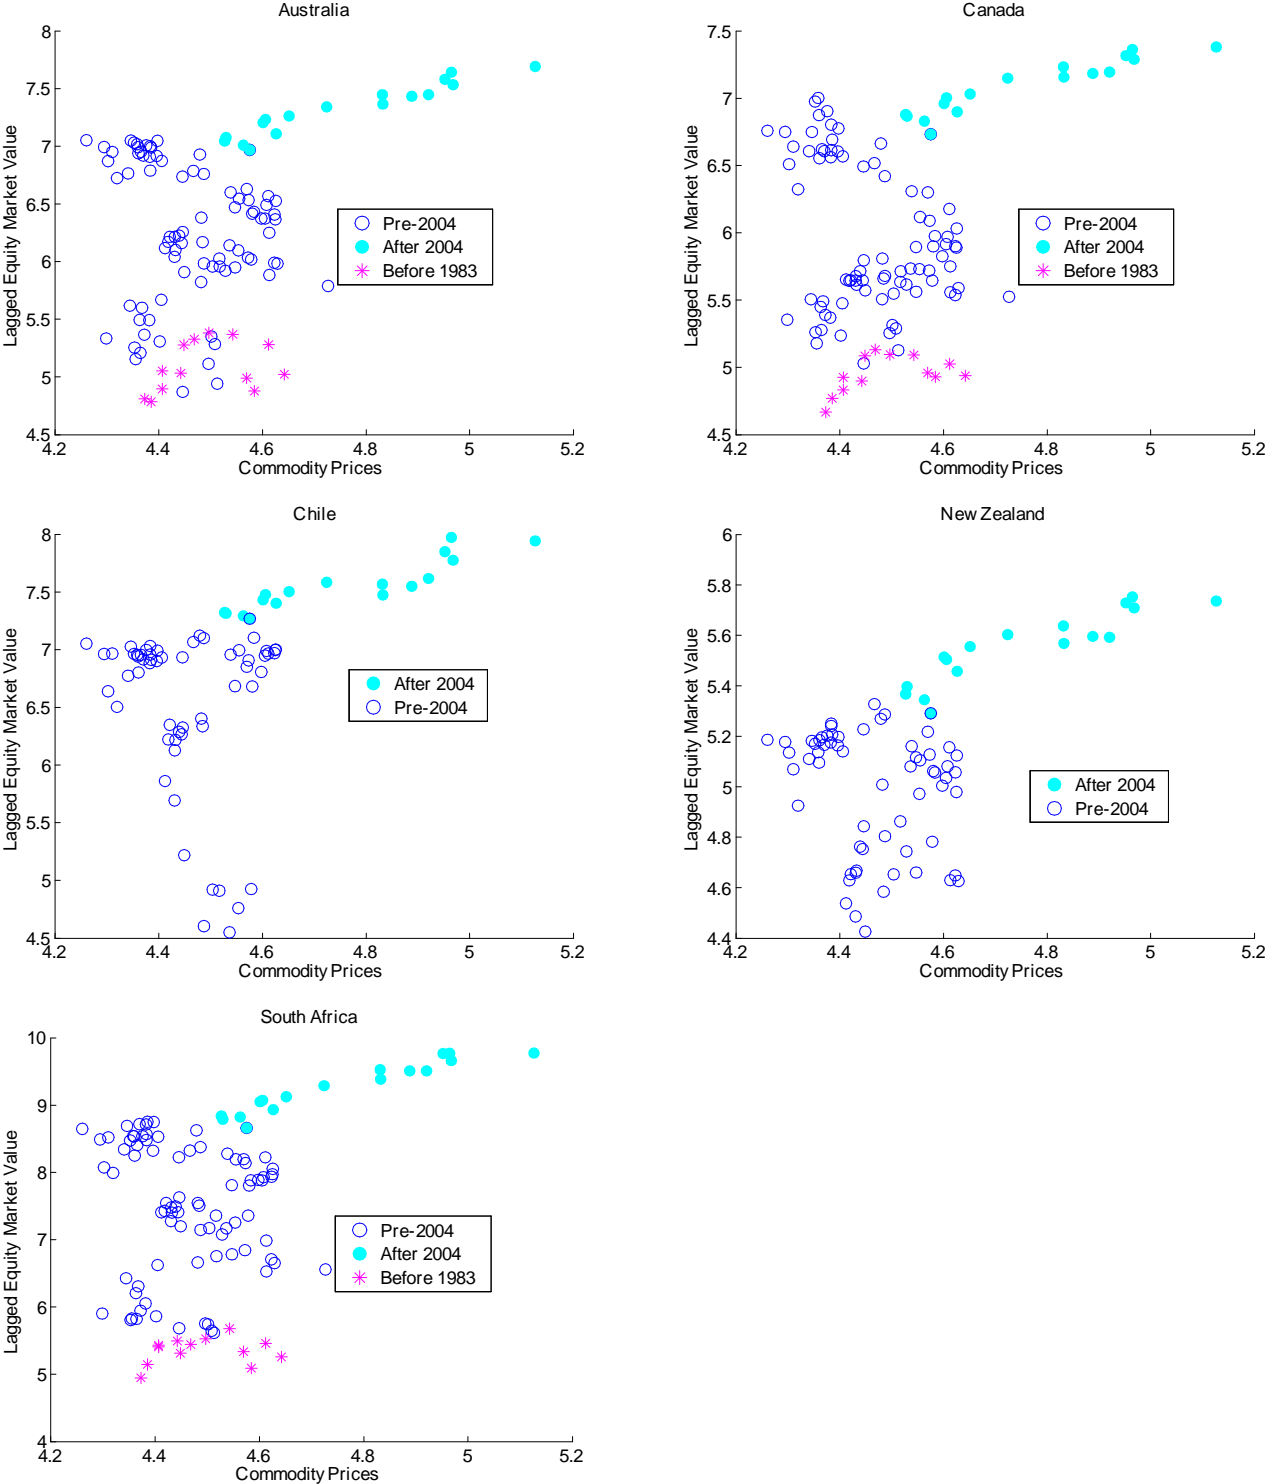 Australia
8
7.5
7
6.5
6
5.5
5
4.5
4.2
4.4
4.6
4.8
5
5.2
Lagged Equity Market Value
Commodity Prices
Pre-2004
After 2004
Before 1983
Canada
7.5
7
6.5
6
5.5
5
4.5
4.2
4.4
4.6
4.8
5
5.2
Lagged Equity Market Value
Commodity Prices
Pre-2004
After 2004
Before 1983
Chile
8
7.5
7
6.5
6
5.5
5
4.5
4.2
4.4
4.6
4.8
5
5.2
Lagged Equity Market Value
Commodity Prices
After 2004
Pre-2004
New Zealand
6
5.8
5.6
5.4
5.2
5
4.8
4.6
4.4
4.2
4.4
4.6
4.8
5
5.2
Lagged Equity Market Value
Commodity Prices
After 2004
Pre-2004
South Africa
10
9
8
7
6
5
4
4.2
4.4
4.6
4.8
5
5.2
Lagged Equity Market Value
Commodity Prices
Pre-2004
After 2004
Before 1983